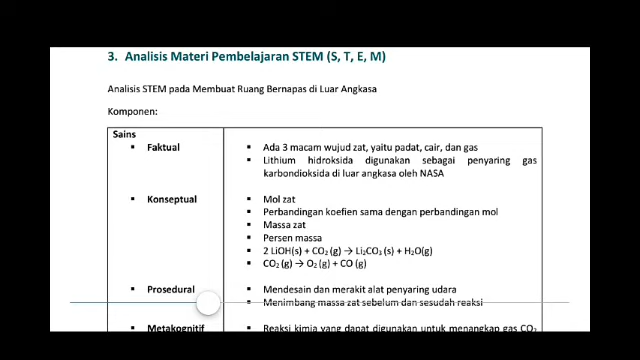 3. Analisis Materi Pembelajaran STEM (S, T, E, M)
Analisis STEM pada Membuat Ruang Bernapas di Luar Angkasa
Komponen:
Sains
▪ Faktual
▪ Ada 3 macam wujud zat, yaitu padat, cair, dan gas
▪ Lithium hidroksida digunakan sebagai penyaring gas
karbondioksida di luar angkasa oleh NASA
▪ Konseptual
▪ Mol zat
▪ Perbandingan koefien sama dengan perbandingan mol
▪ Massa zat
▪ Persen massa
▪ 2 LiOH(s) + CO₂ (g) → Li₂CO₃ (s) + H₂O(g)
▪ CO₂ (g) → O₂ (g) + CO (g)
▪ Prosedural
▪ Mendesain dan merakit alat penyaring udara
▪ Menimbang massa zat sebelum dan sesudah reaksi
▪ Metakognitif
▪ Reaksi kimia yang dapat digunakan untuk menangkap gas CO₂